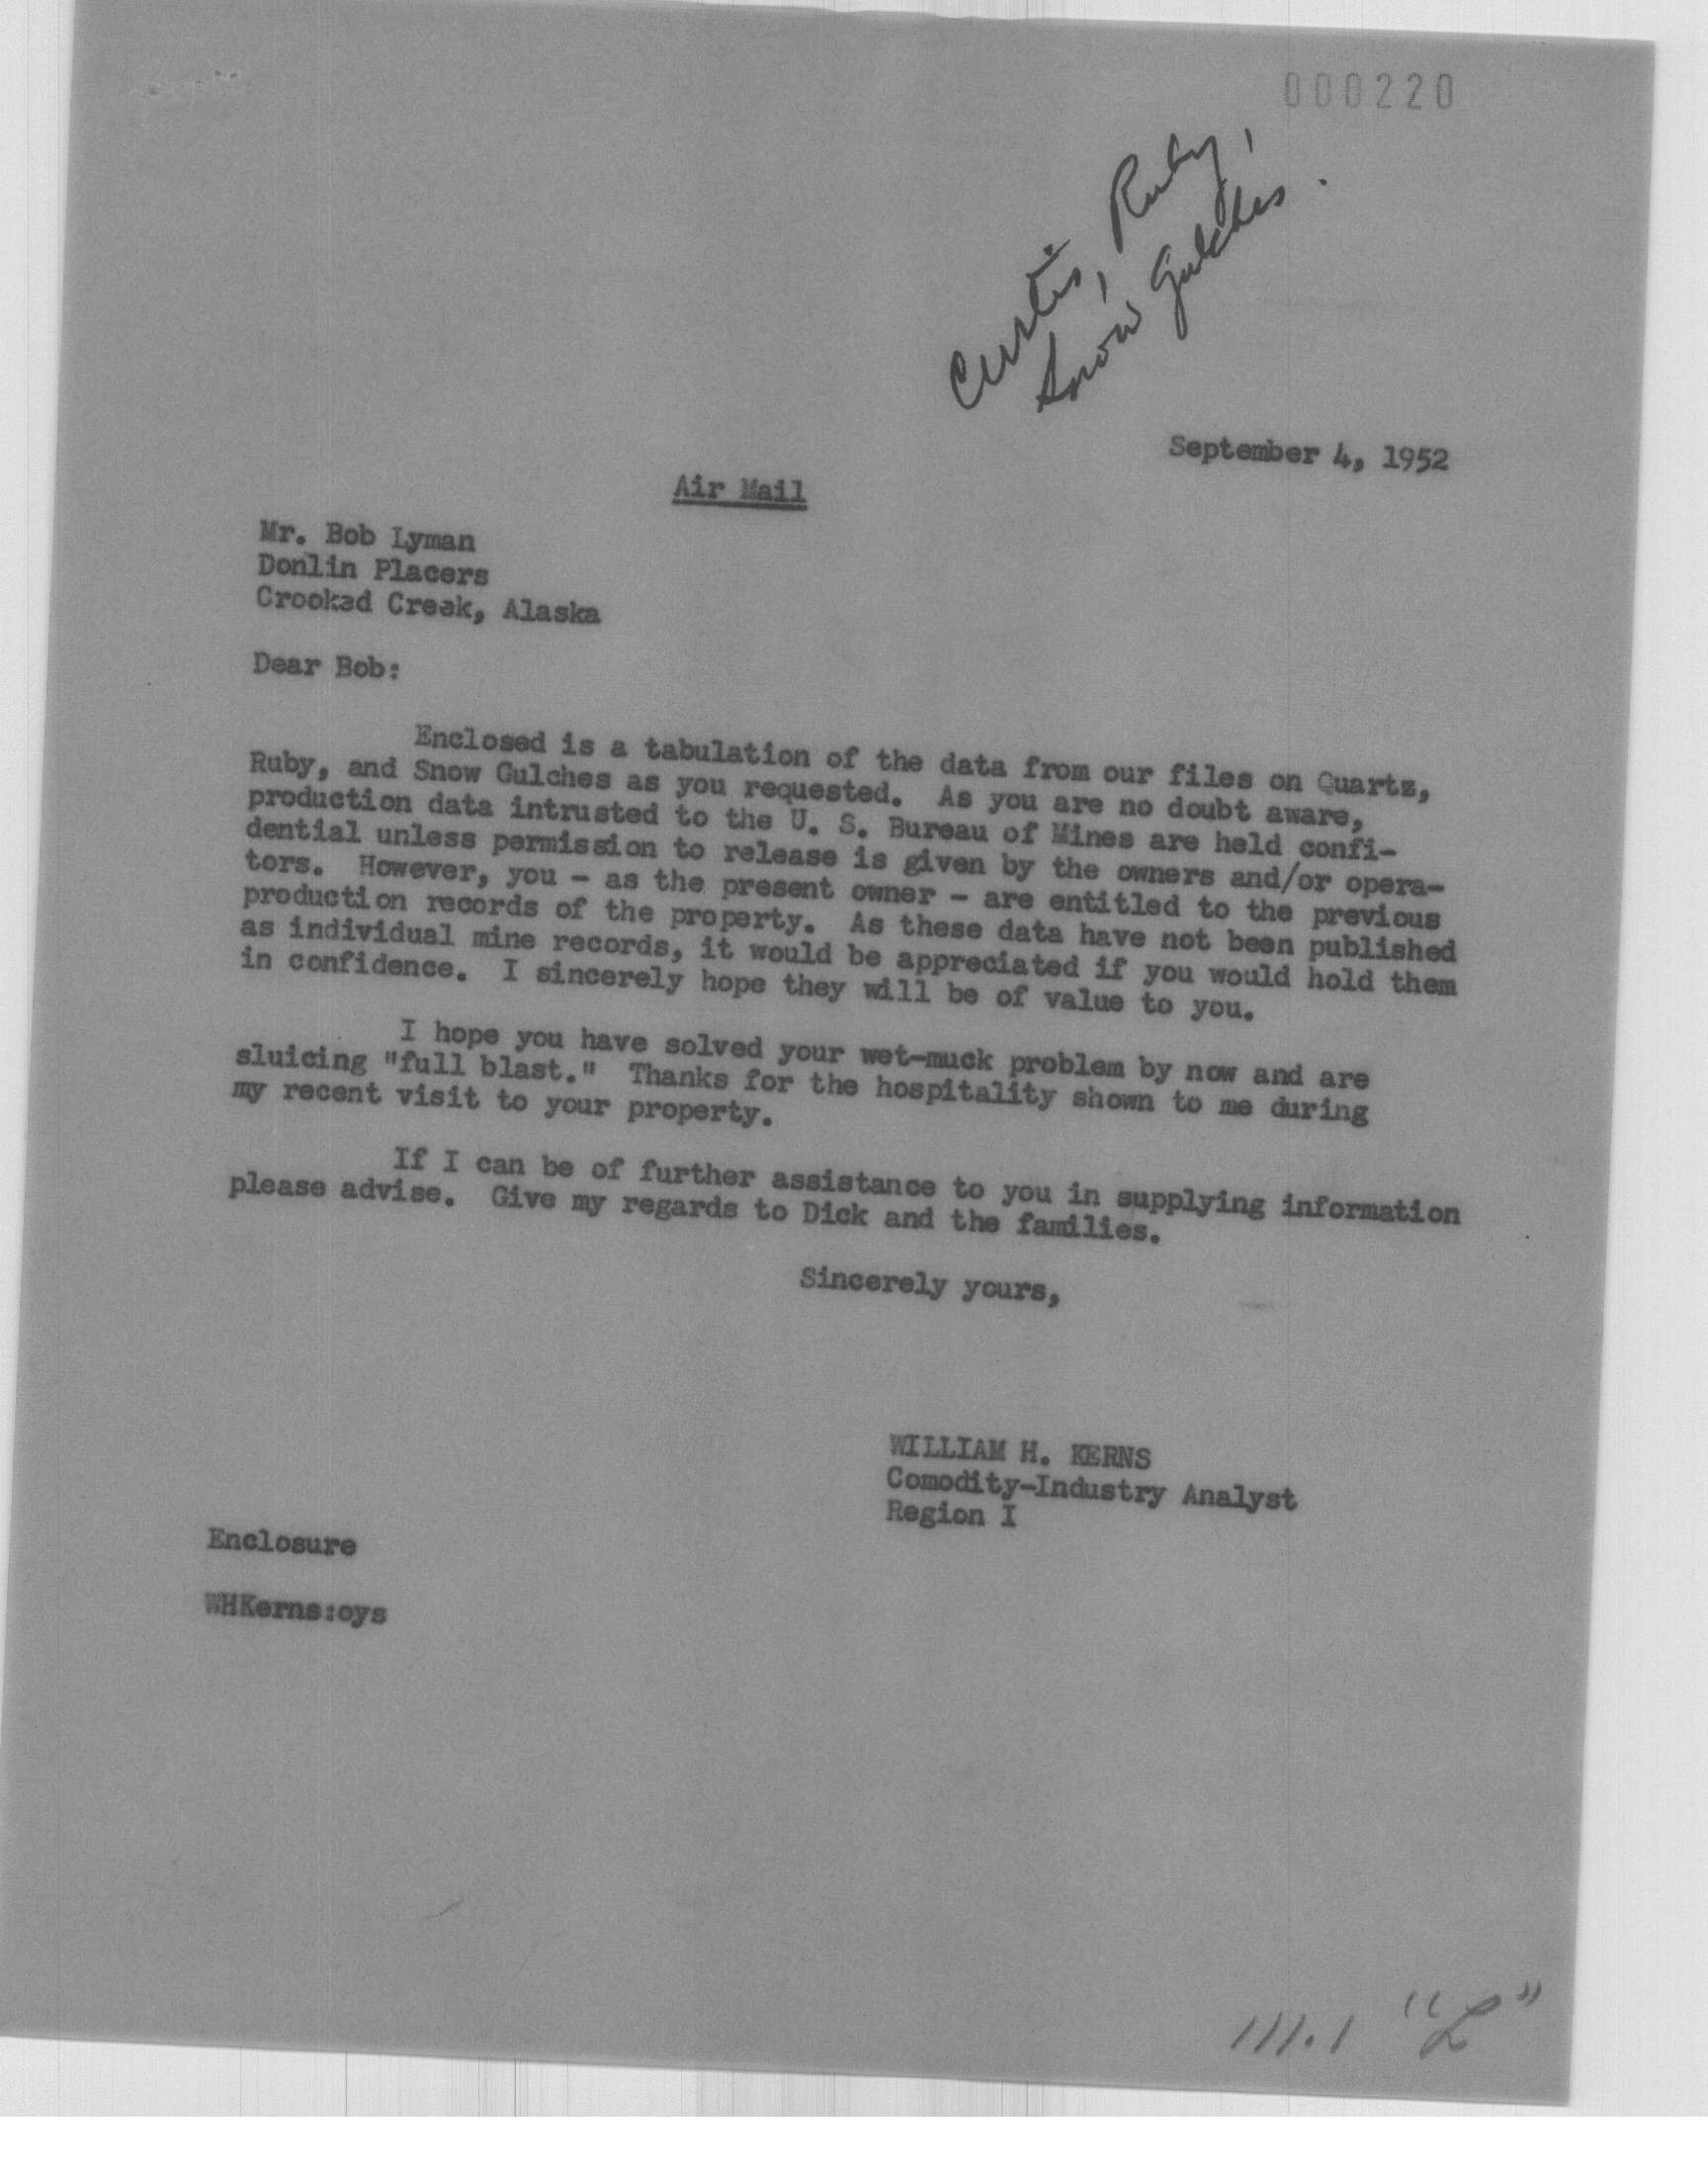 000220
Curtis, Ruby,
Snow Gulches.
September 4, 1952
Air Mail
Mr. Bob Lyman
Donlin Placers
Crooked Creek, Alaska
Dear Bob:
Enclosed is a tabulation of the data from our files on Quartz,
Ruby, and Snow Gulches as you requested. As you are no doubt aware,
production data intrusted to the U. S. Bureau of Mines are held confi-
dential unless permission to release is given by the owners and/or opera-
tors. However, you - as the present owner - are entitled to the previous
production records of the property. As these data have not been published
as individual mine records, it would be appreciated if you would hold them
in confidence. I sincerely hope they will be of value to you.
I hope you have solved your wet-muck problem by now and are
sluicing "full blast." Thanks for the hospitality shown to me during
my recent visit to your property.
If I can be of further assistance to you in supplying information
please advise. Give my regards to Dick and the families.
Sincerely yours,
WILLIAM H. KERNS
Comodity-Industry Analyst
Region I
Enclosure
WHKerns:oys
111.1 "L"